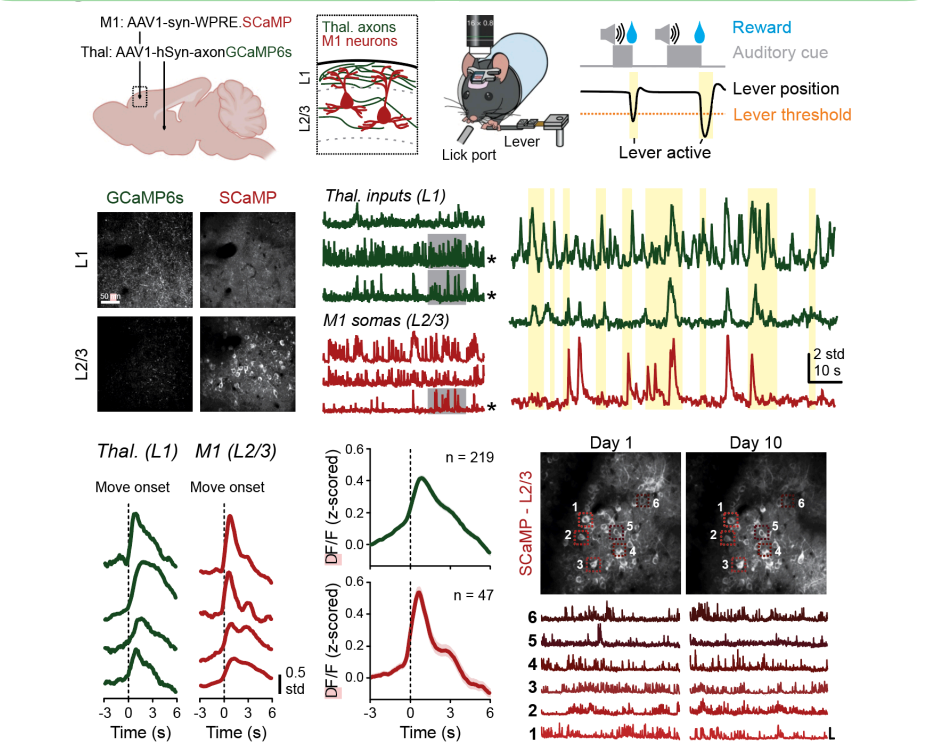 M1: AAV1-syn-WPRE.SCaMP
Thal: AAV1-hSyn-axonGCaMP6s
Thal. axons
M1 neurons
L1
L2/3
16 x 0.8
Lick port
Lever
Reward
Auditory cue
Lever position
Lever threshold
Lever active
GCaMP6s
SCaMP
L1
L2/3
Thal. inputs (L1)
*
*
M1 somas (L2/3)
*
2 std
10 s
Thal. (L1)
M1 (L2/3)
Move onset
Move onset
0.5
std
-3 0 3 6
-3 0 3 6
Time (s)
Time (s)
DF/F (z-scored)
0.6
0.4
0.2
0.0
n = 219
DF/F (z-scored)
0.6
0.4
0.2
0.0
n = 47
-3 0 3 6
Time (s)
Day 1
Day 10
SCaMP - L2/3
1
2
3
4
5
6
1
2
3
4
5
6
6
5
4
3
2
1